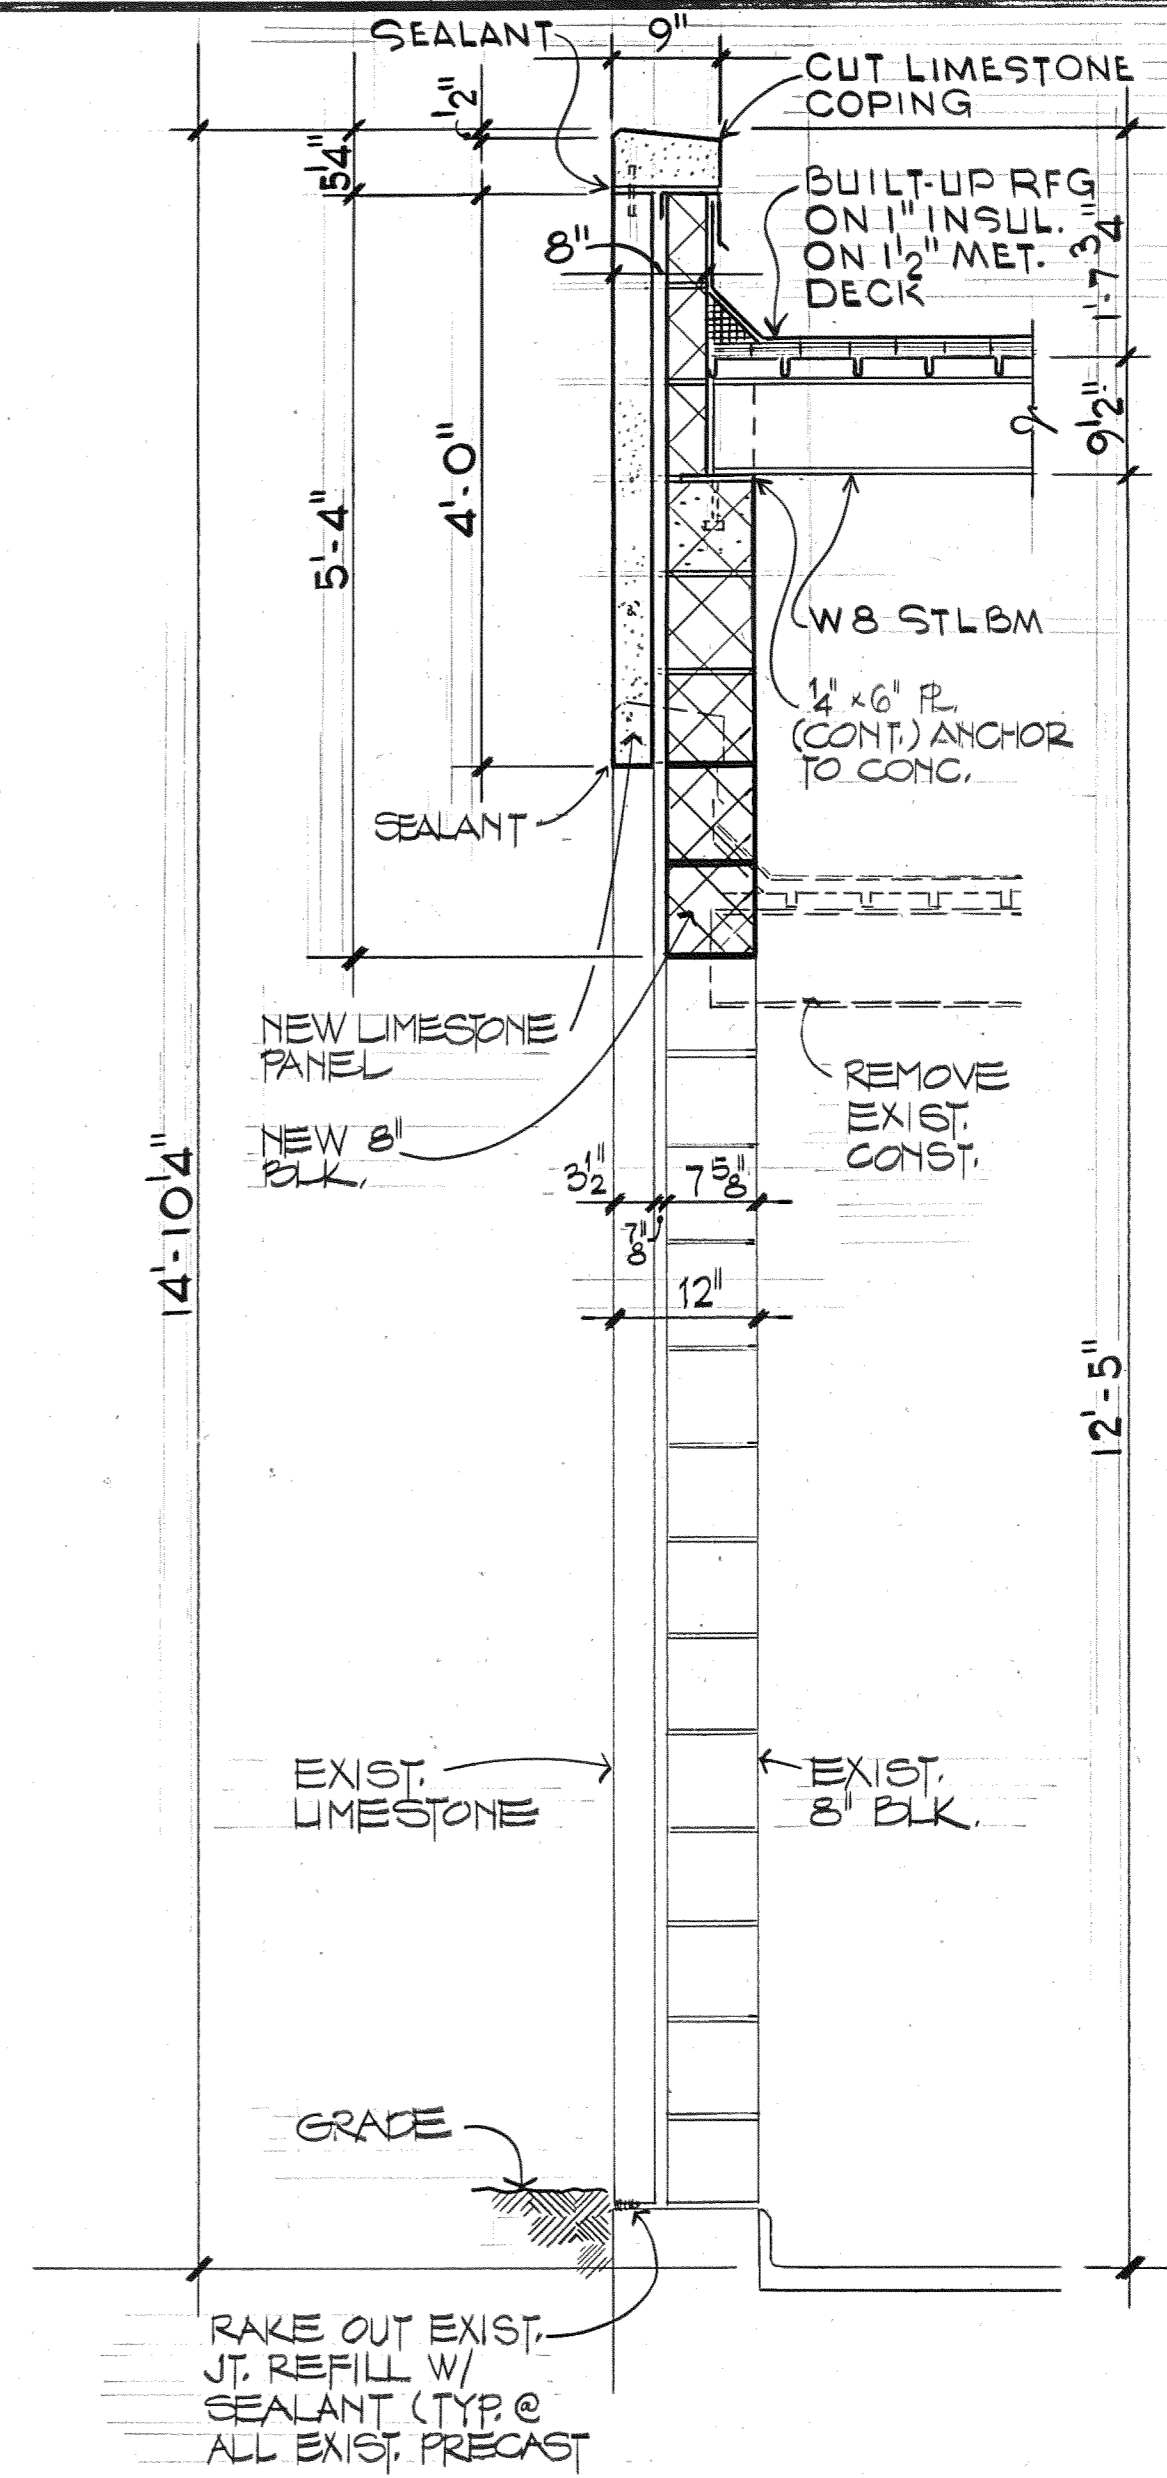 SEALANT
9"
CUT LIMESTONE
COPING
1/2"
5 1/4"
BUILT-UP RFG
ON 1" INSUL.
ON 1 1/2" MET.
DECK
8"
1'-7 3/4"
9 1/2"
4'-0"
5'-4"
W8 STL BM
1/4" x 6" PL.
(CONT.) ANCHOR
TO CONC.
SEALANT
NEW LIMESTONE
PANEL
REMOVE
EXIST.
CONST.
NEW 8"
BLK.
3 1/2"
7 5/8"
7/8"
12"
14'-10 1/4"
12'-5"
EXIST.
LIMESTONE
EXIST.
8" BLK.
GRADE
RAKE OUT EXIST.
JT. REFILL W/
SEALANT (TYP. @
ALL EXIST. PRECAST